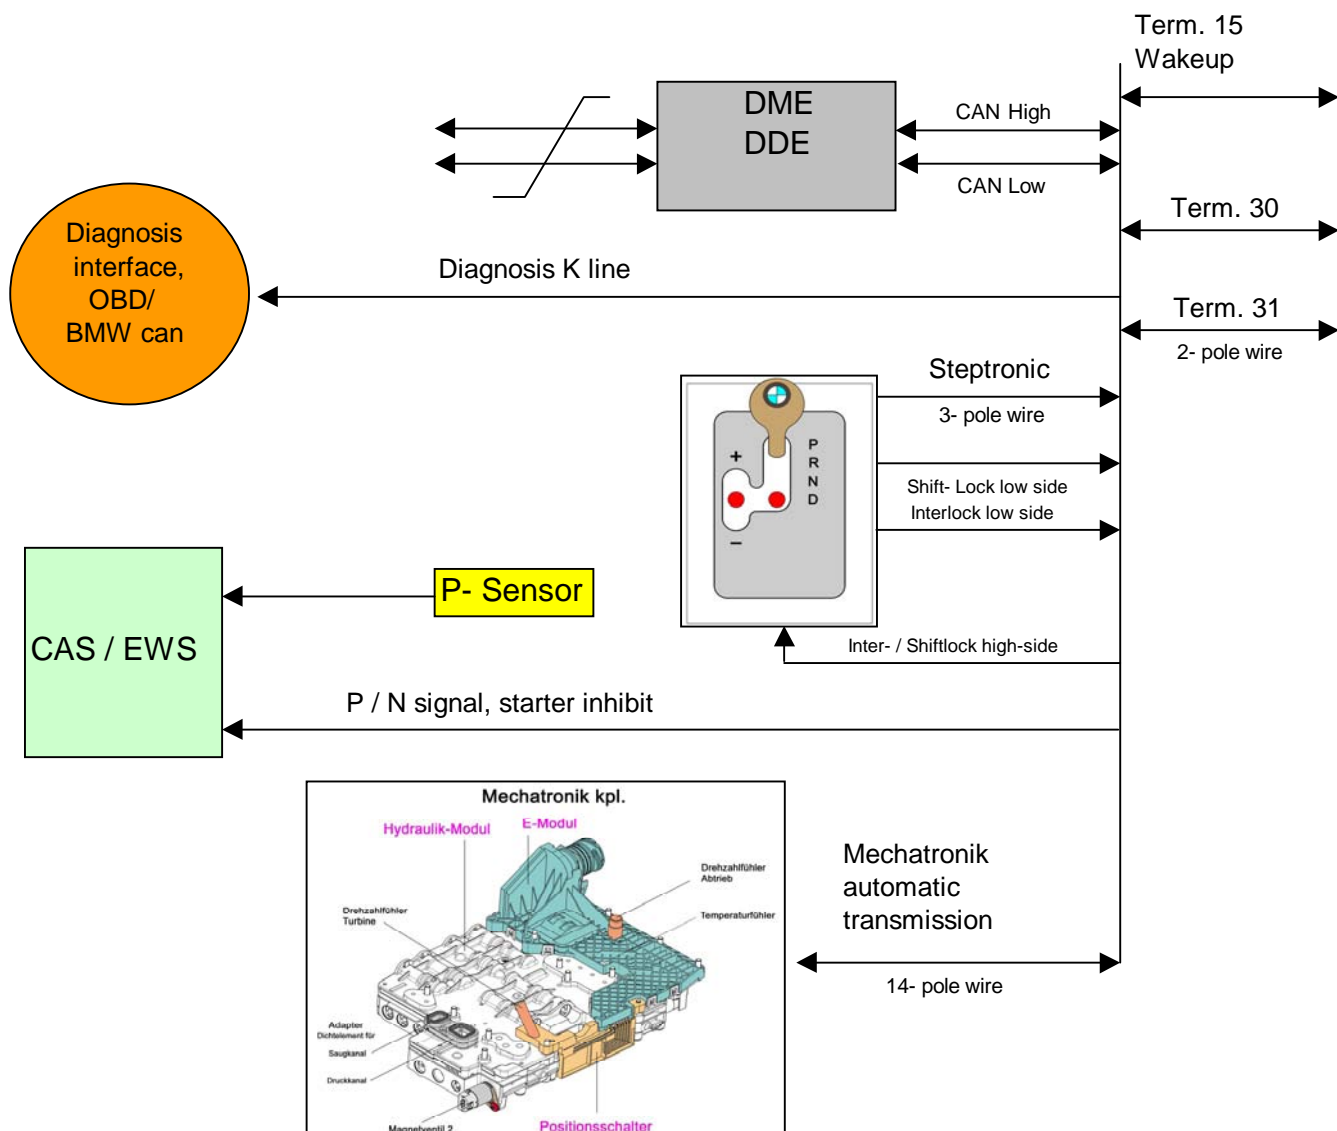 Term. 15
Wakeup
DME
DDE
CAN High
CAN Low
Term. 30
Diagnosis
interface,
OBD/
BMW can
Diagnosis K line
Term. 31
2- pole wire
Steptronic
3- pole wire
P
R
N
D
+
–
Shift- Lock low side
Interlock low side
P- Sensor
CAS / EWS
Inter- / Shiftlock high-side
P / N signal, starter inhibit
Mechatronik kpl.
Hydraulik-Modul
E-Modul
Drehzahlfühler
Abtrieb
Drehzahlfühler
Turbine
Temperaturfühler
Adapter
Dichtelement für
Saugkanal
Druckkanal
Magnetventil 2
Positionsschalter
Mechatronik
automatic
transmission
14- pole wire